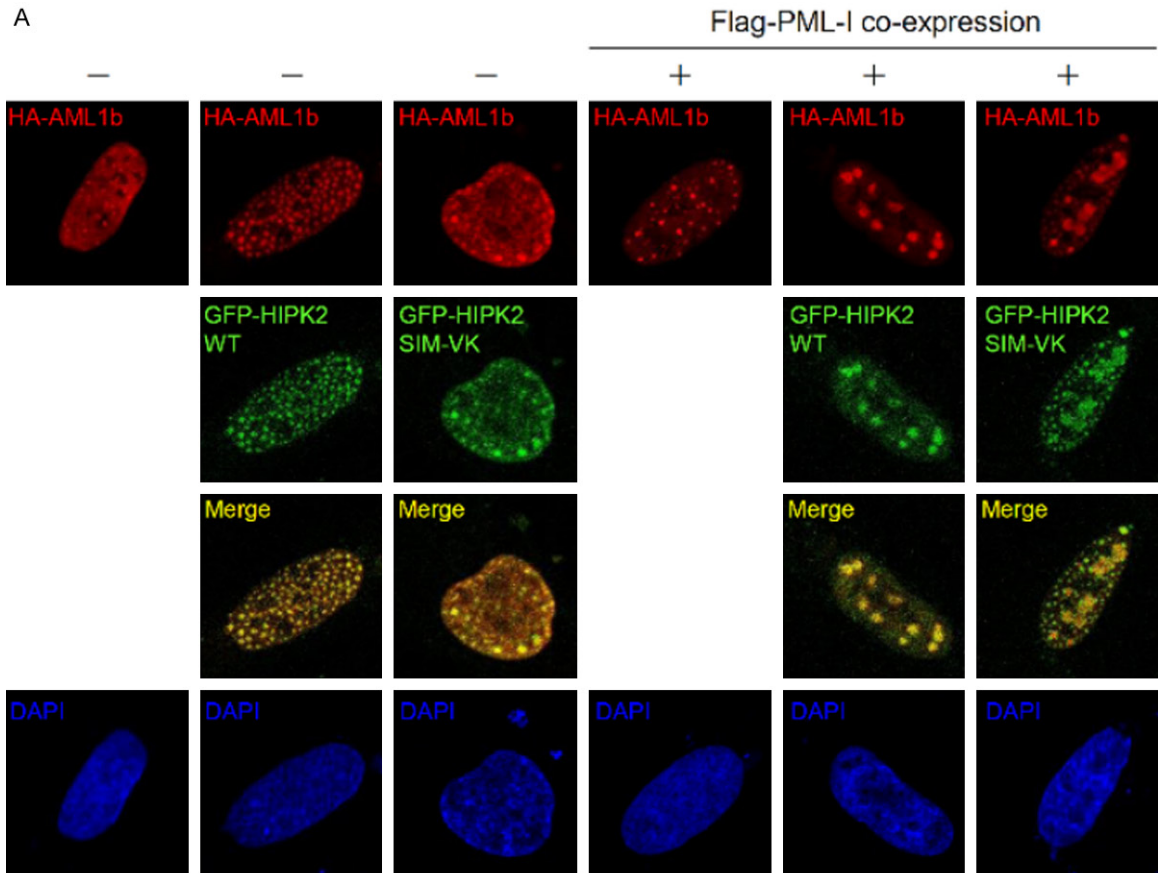 A
Flag-PML-I co-expression
− − − + + +
HA-AML1b HA-AML1b HA-AML1b HA-AML1b HA-AML1b HA-AML1b
GFP-HIPK2 GFP-HIPK2 GFP-HIPK2 GFP-HIPK2
WT SIM-VK WT SIM-VK
Merge Merge Merge Merge
DAPI DAPI DAPI DAPI DAPI DAPI